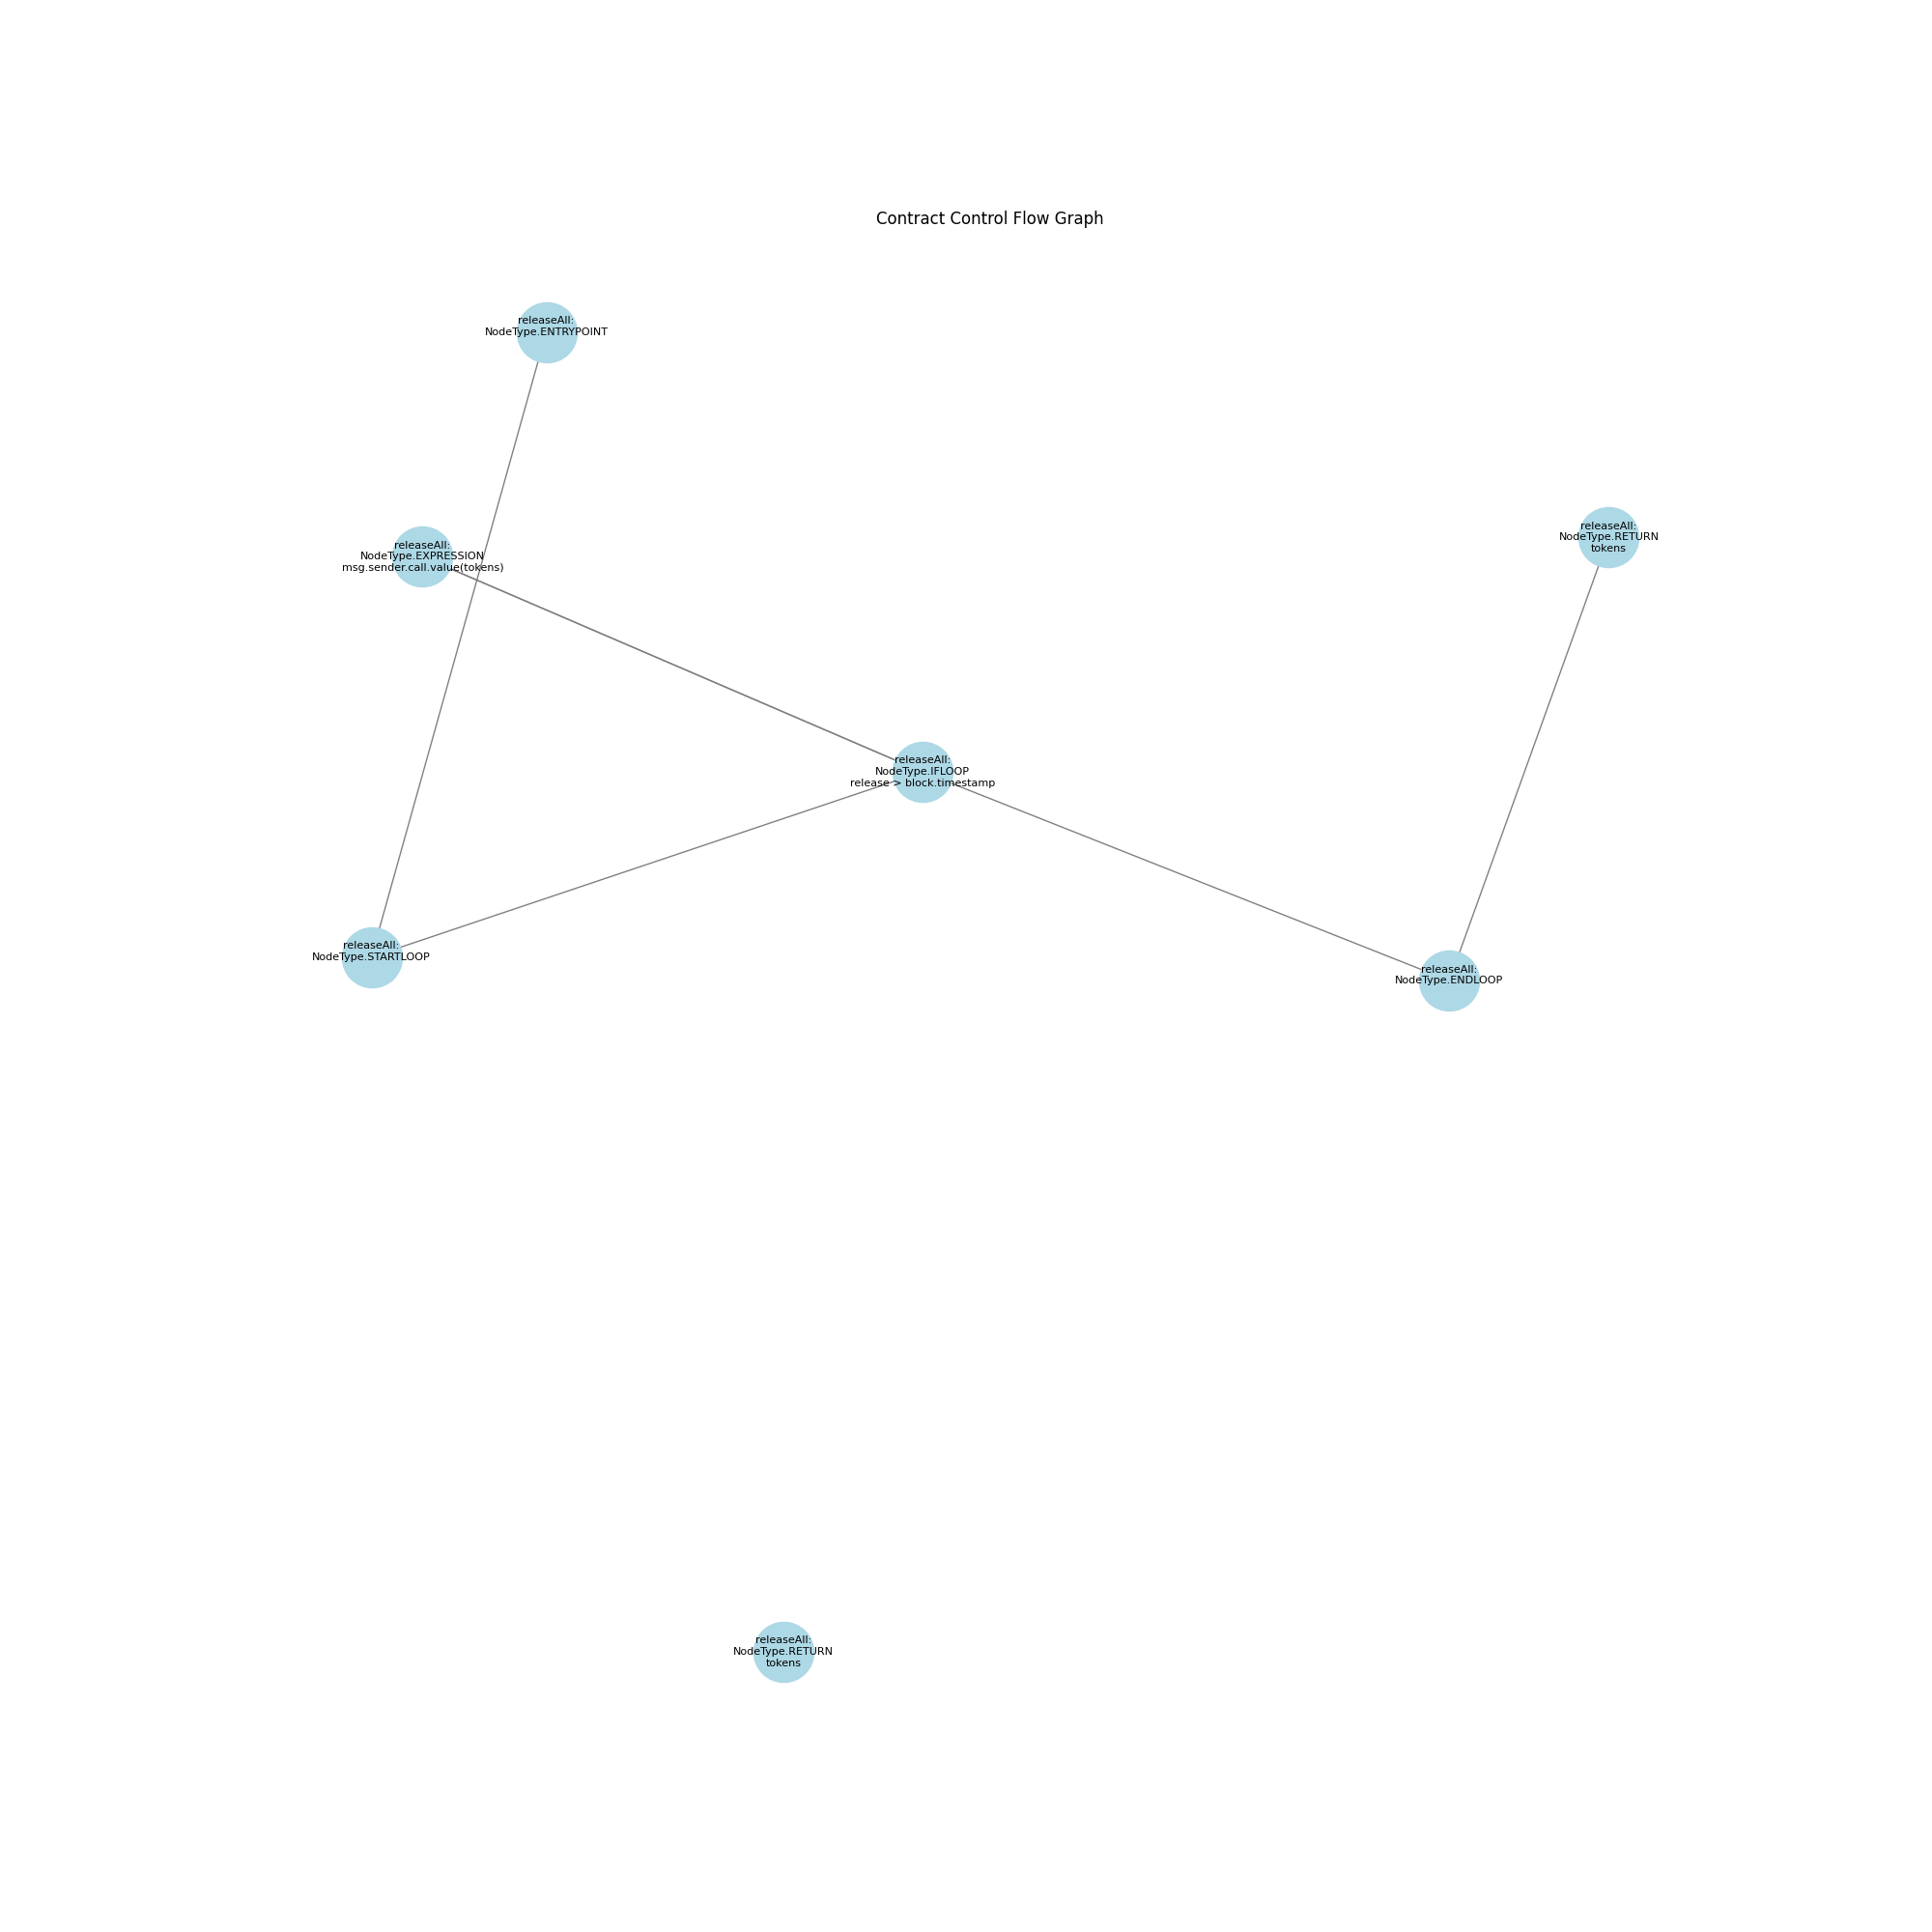 Contract Control Flow Graph
releaseAll:
NodeType.ENTRYPOINT
releaseAll:
NodeType.EXPRESSION
msg.sender.call.value(tokens)
releaseAll:
NodeType.RETURN
tokens
releaseAll:
NodeType.IFLOOP
release > block.timestamp
releaseAll:
NodeType.STARTLOOP
releaseAll:
NodeType.ENDLOOP
releaseAll:
NodeType.RETURN
tokens